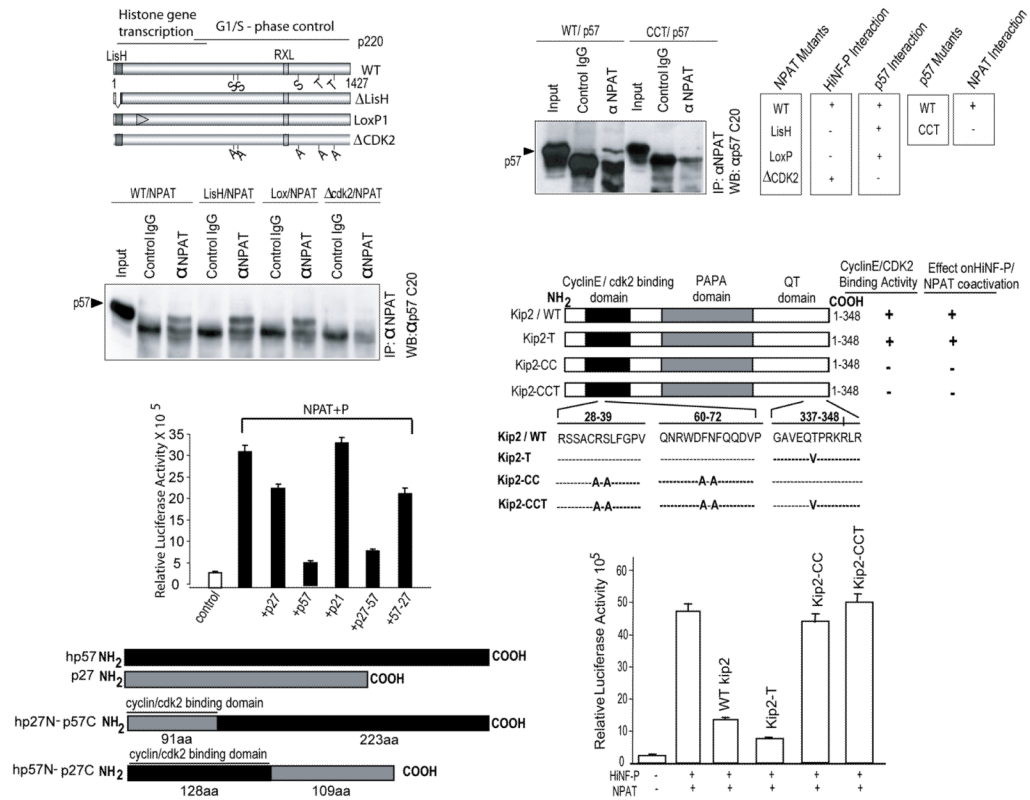 Histone gene
transcription
G1/S - phase control
p220
LisH
RXL
WT
1
S
S
S
T
T
1427
ΔLisH
LoxP1
ΔCDK2
A
A
A
A
A
WT/NPAT
LisH/NPAT
Lox/NPAT
Δcdk2/NPAT
Input
Control IgG
αNPAT
Control IgG
αNPAT
Control IgG
αNPAT
Control IgG
αNPAT
p57
IP: αNPAT
WB:αp57 C20
NPAT+P
Relative Luciferase Activity X 10 5
35
30
25
20
15
10
5
0
control
+p27
+p57
+p21
+p27-57
+57-27
hp57 NH2 COOH
p27 NH2 COOH
cyclin/cdk2 binding domain
hp27N- p57C NH2 COOH
91aa 223aa
cyclin/cdk2 binding domain
hp57N- p27C NH2 COOH
128aa 109aa
WT/ p57
CCT/ p57
Input
Control IgG
α NPAT
Input
Control IgG
α NPAT
p57
IP: αNPAT
WB: αp57 C20
NPAT Mutants
HiNF-P Interaction
p57 Interaction
p57 Mutants
NPAT Interaction
WT + + WT +
LisH - + CCT -
LoxP - +
ΔCDK2 + -
CyclinE / cdk2 binding
domain
PAPA
domain
QT
domain
CyclinE/CDK2
Binding Activity
Effect onHiNF-P/
NPAT co-activation
NH2
COOH
Kip2 / WT 1-348 + +
Kip2-T 1-348 + +
Kip2-CC 1-348 - -
Kip2-CCT 1-348 - -
28-39 60-72 337-348
Kip2 / WT RSSACRSLFGPV QNRWDFNFQQDVP GAVEQTPRKRLR
Kip2-T V
Kip2-CC A-A A-A
Kip2-CCT A-A A-A V
Relative Luciferase Activity 10 5
60
50
40
30
20
10
0
WT kip2
Kip2-T
Kip2-CC
Kip2-CCT
HiNF-P - + + + + +
NPAT - + + + + +